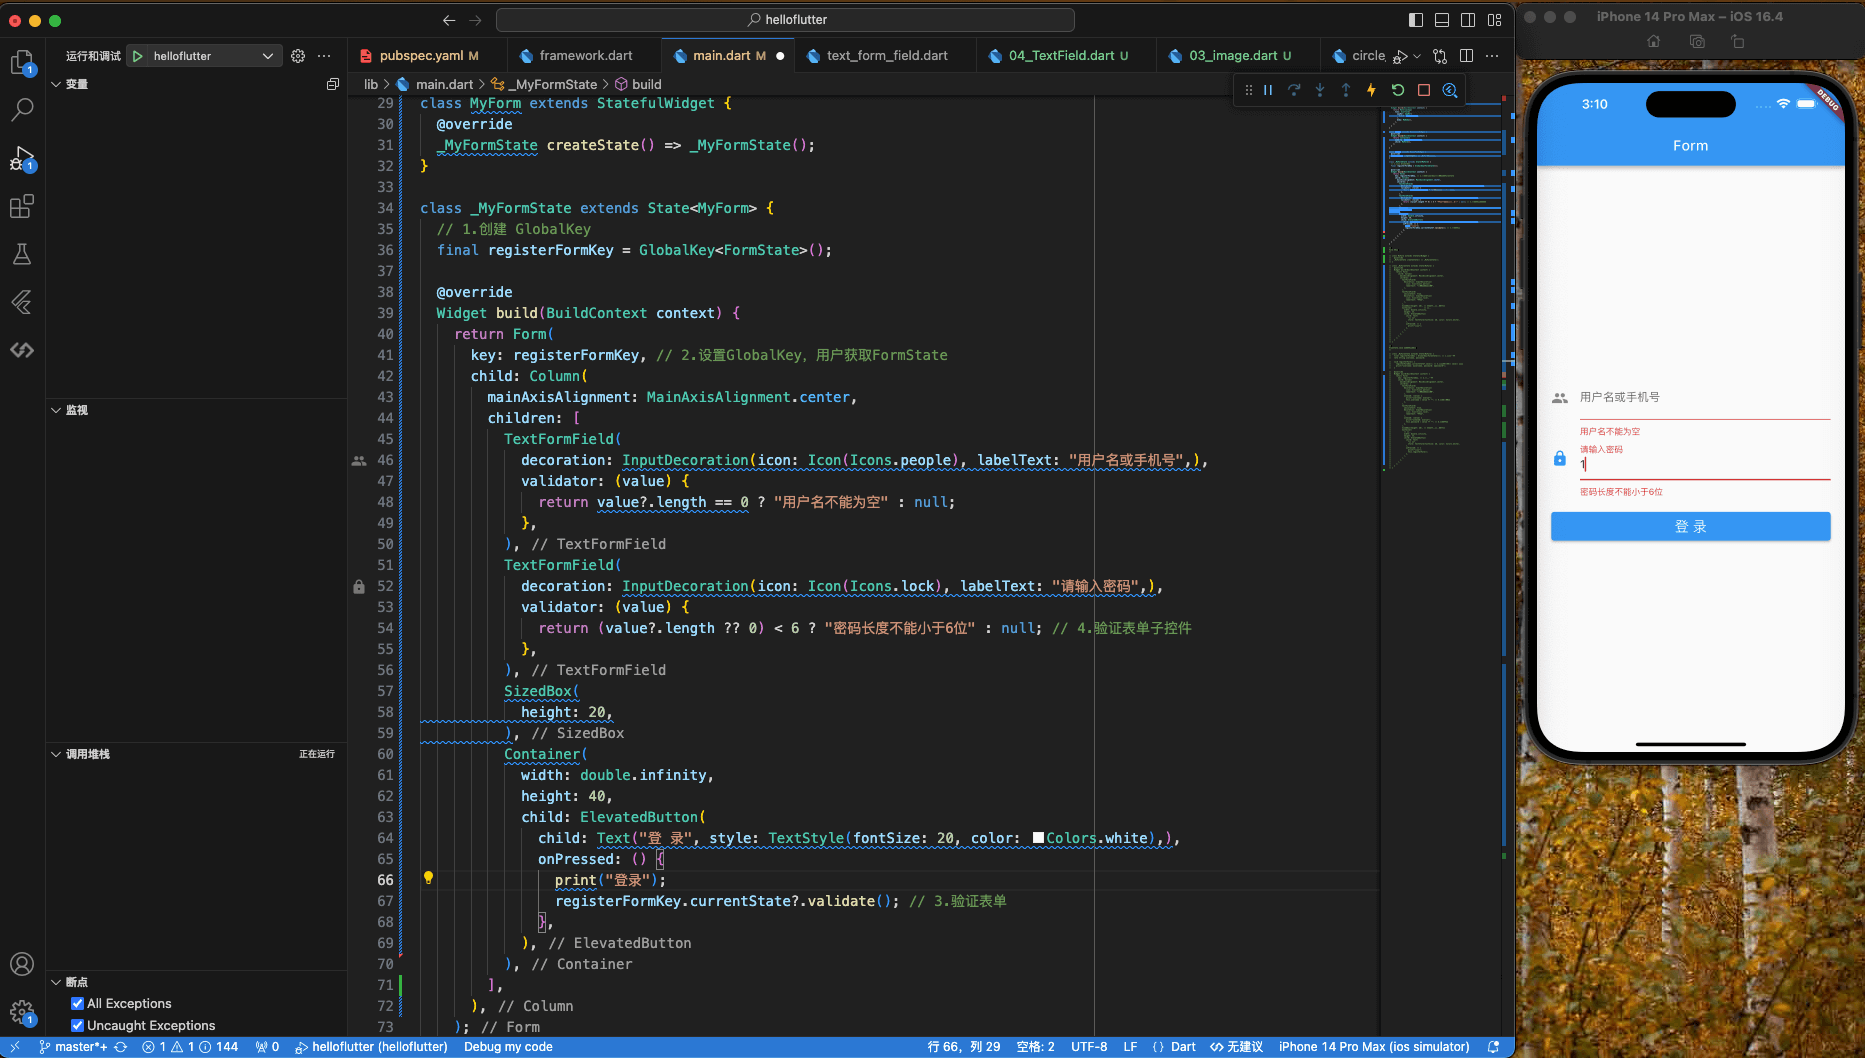 helloflutter
运行和调试 helloflutter
变量
监视
调用堆栈 正在运行
断点
All Exceptions
Uncaught Exceptions
1
1
1
pubspec.yaml M
framework.dart
main.dart M
text_form_field.dart
04_TextField.dart U
03_image.dart U
circle
lib > main.dart > _MyFormState > build
29 class MyForm extends StatefulWidget {
30 @override
31 _MyFormState createState() => _MyFormState();
32 }
33
34 class _MyFormState extends State<MyForm> {
35 // 1.创建 GlobalKey
36 final registerFormKey = GlobalKey<FormState>();
37
38 @override
39 Widget build(BuildContext context) {
40 return Form(
41 key: registerFormKey, // 2.设置GlobalKey，用户获取FormState
42 child: Column(
43 mainAxisAlignment: MainAxisAlignment.center,
44 children: [
45 TextFormField(
46 decoration: InputDecoration(icon: Icon(Icons.people), labelText: "用户名或手机号",),
47 validator: (value) {
48 return value?.length == 0 ? "用户名不能为空" : null;
49 },
50 ), // TextFormField
51 TextFormField(
52 decoration: InputDecoration(icon: Icon(Icons.lock), labelText: "请输入密码",),
53 validator: (value) {
54 return (value?.length ?? 0) < 6 ? "密码长度不能小于6位" : null; // 4.验证表单子控件
55 },
56 ), // TextFormField
57 SizedBox(
58 height: 20,
59 ), // SizedBox
60 Container(
61 width: double.infinity,
62 height: 40,
63 child: ElevatedButton(
64 child: Text("登 录", style: TextStyle(fontSize: 20, color: Colors.white),),
65 onPressed: () {
66 print("登录");
67 registerFormKey.currentState?.validate(); // 3.验证表单
68 },
69 ), // ElevatedButton
70 ), // Container
71 ],
72 ), // Column
73 ); // Form
master*+ 1 1 144 0 helloflutter (helloflutter) Debug my code
行 66，列 29 空格: 2 UTF-8 LF { } Dart 无建议 iPhone 14 Pro Max (ios simulator)
iPhone 14 Pro Max – iOS 16.4
3:10
DEBUG
Form
用户名或手机号
用户名不能为空
请输入密码
1
密码长度不能小于6位
登 录